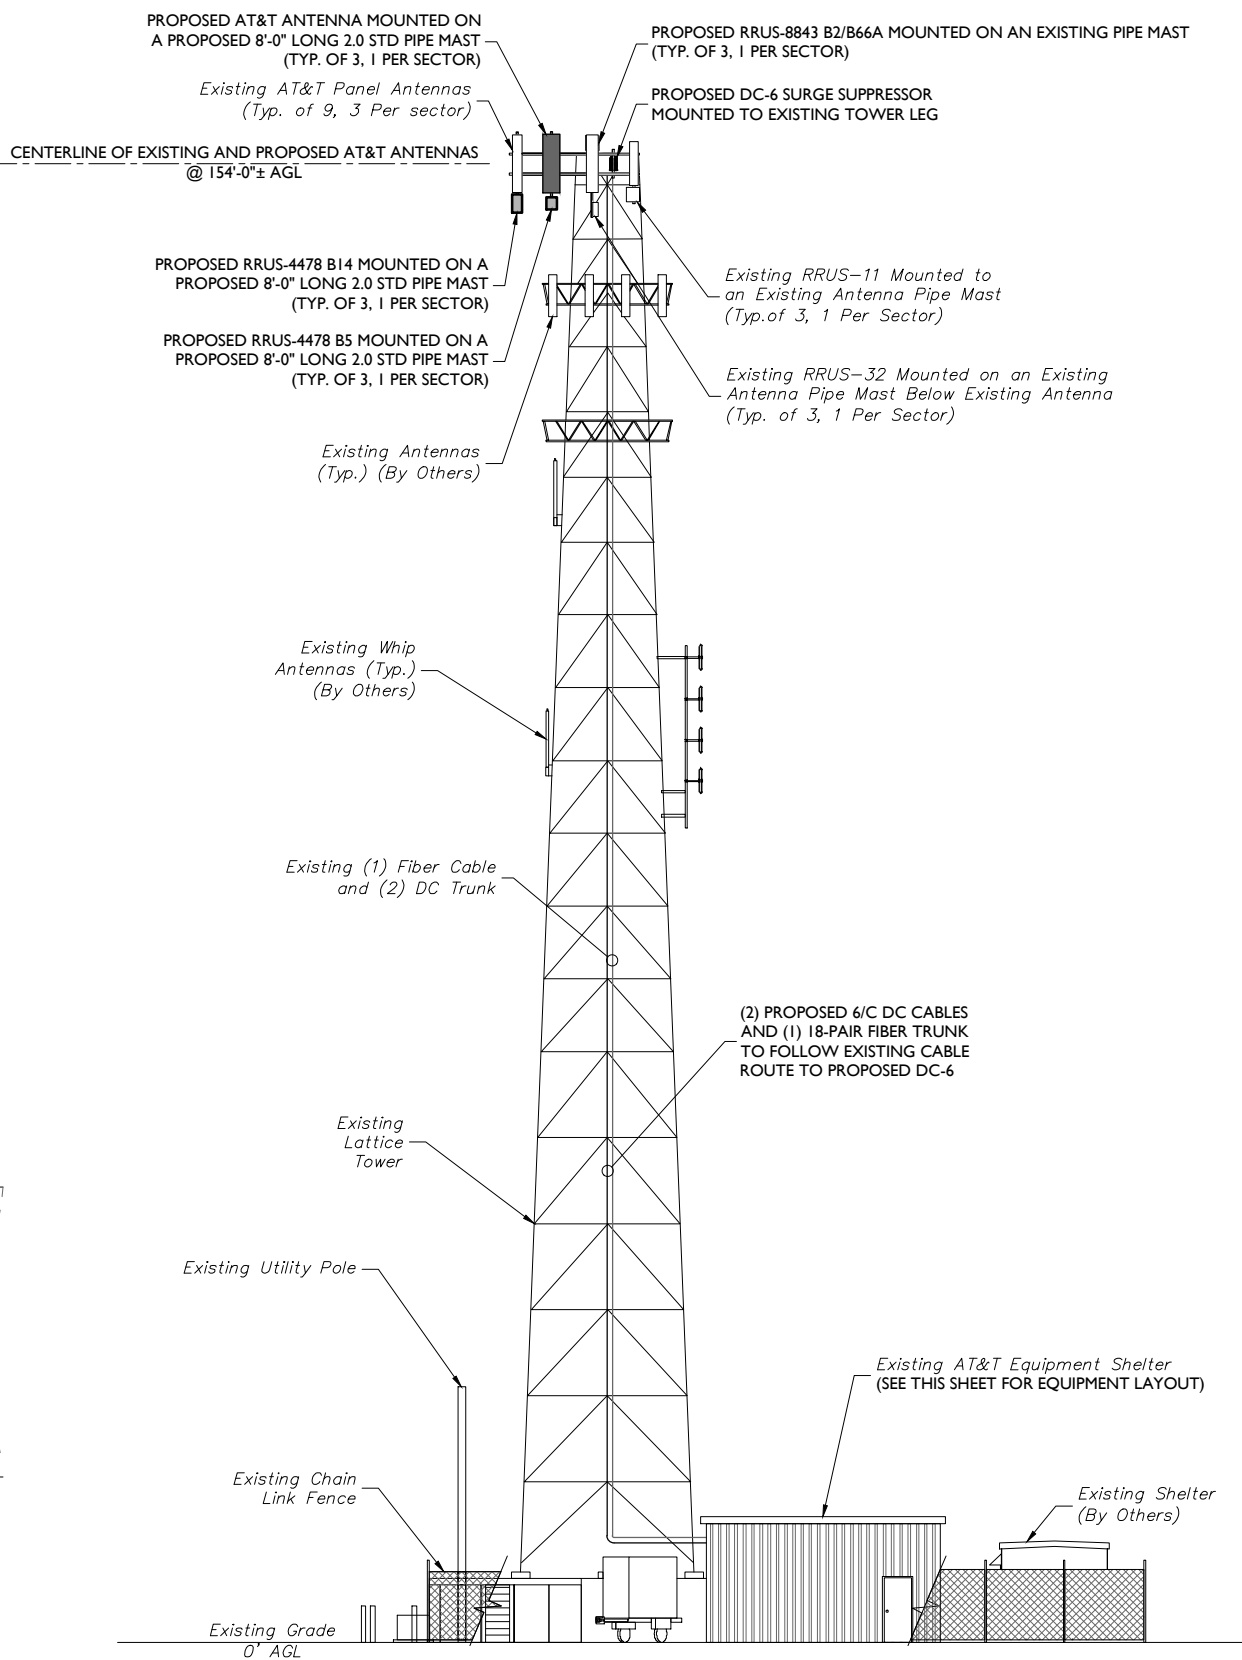 PROPOSED AT&T ANTENNA MOUNTED ON
A PROPOSED 8'-0" LONG 2.0 STD PIPE MAST
(TYP. OF 3, 1 PER SECTOR)
PROPOSED RRUS-8843 B2/B66A MOUNTED ON AN EXISTING PIPE MAST
(TYP. OF 3, 1 PER SECTOR)
Existing AT&T Panel Antennas
(Typ. of 9, 3 Per sector)
PROPOSED DC-6 SURGE SUPPRESSOR
MOUNTED TO EXISTING TOWER LEG
CENTERLINE OF EXISTING AND PROPOSED AT&T ANTENNAS
@ 154'-0"± AGL
PROPOSED RRUS-4478 B14 MOUNTED ON A
PROPOSED 8'-0" LONG 2.0 STD PIPE MAST
(TYP. OF 3, 1 PER SECTOR)
Existing RRUS-11 Mounted to
an Existing Antenna Pipe Mast
(Typ.of 3, 1 Per Sector)
PROPOSED RRUS-4478 B5 MOUNTED ON A
PROPOSED 8'-0" LONG 2.0 STD PIPE MAST
(TYP. OF 3, 1 PER SECTOR)
Existing RRUS-32 Mounted on an Existing
Antenna Pipe Mast Below Existing Antenna
(Typ. of 3, 1 Per Sector)
Existing Antennas
(Typ.) (By Others)
Existing Whip
Antennas (Typ.)
(By Others)
Existing (1) Fiber Cable
and (2) DC Trunk
(2) PROPOSED 6/C DC CABLES
AND (1) 18-PAIR FIBER TRUNK
TO FOLLOW EXISTING CABLE
ROUTE TO PROPOSED DC-6
Existing
Lattice
Tower
Existing Utility Pole
Existing AT&T Equipment Shelter
(SEE THIS SHEET FOR EQUIPMENT LAYOUT)
Existing Chain
Link Fence
Existing Shelter
(By Others)
Existing Grade
0' AGL